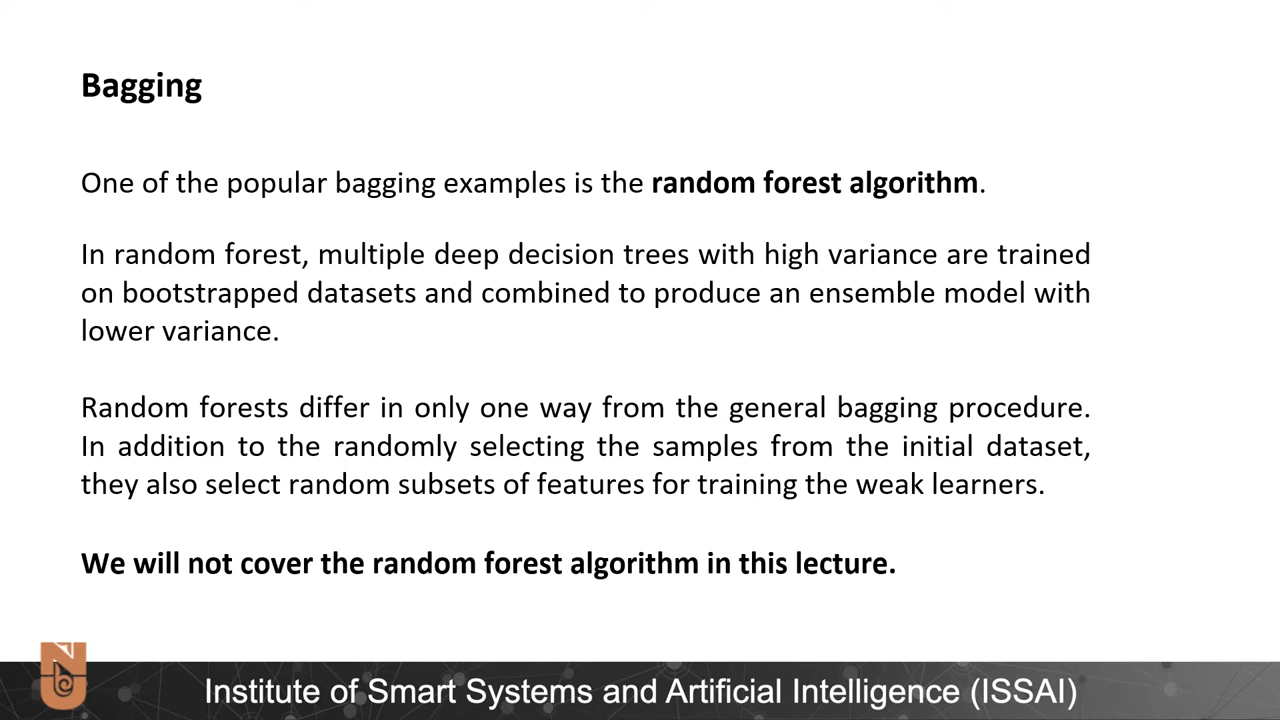 Bagging
One of the popular bagging examples is the random forest algorithm.
In random forest, multiple deep decision trees with high variance are trained
on bootstrapped datasets and combined to produce an ensemble model with
lower variance.
Random forests differ in only one way from the general bagging procedure.
In addition to the randomly selecting the samples from the initial dataset,
they also select random subsets of features for training the weak learners.
We will not cover the random forest algorithm in this lecture.
Institute of Smart Systems and Artificial Intelligence (ISSAI)